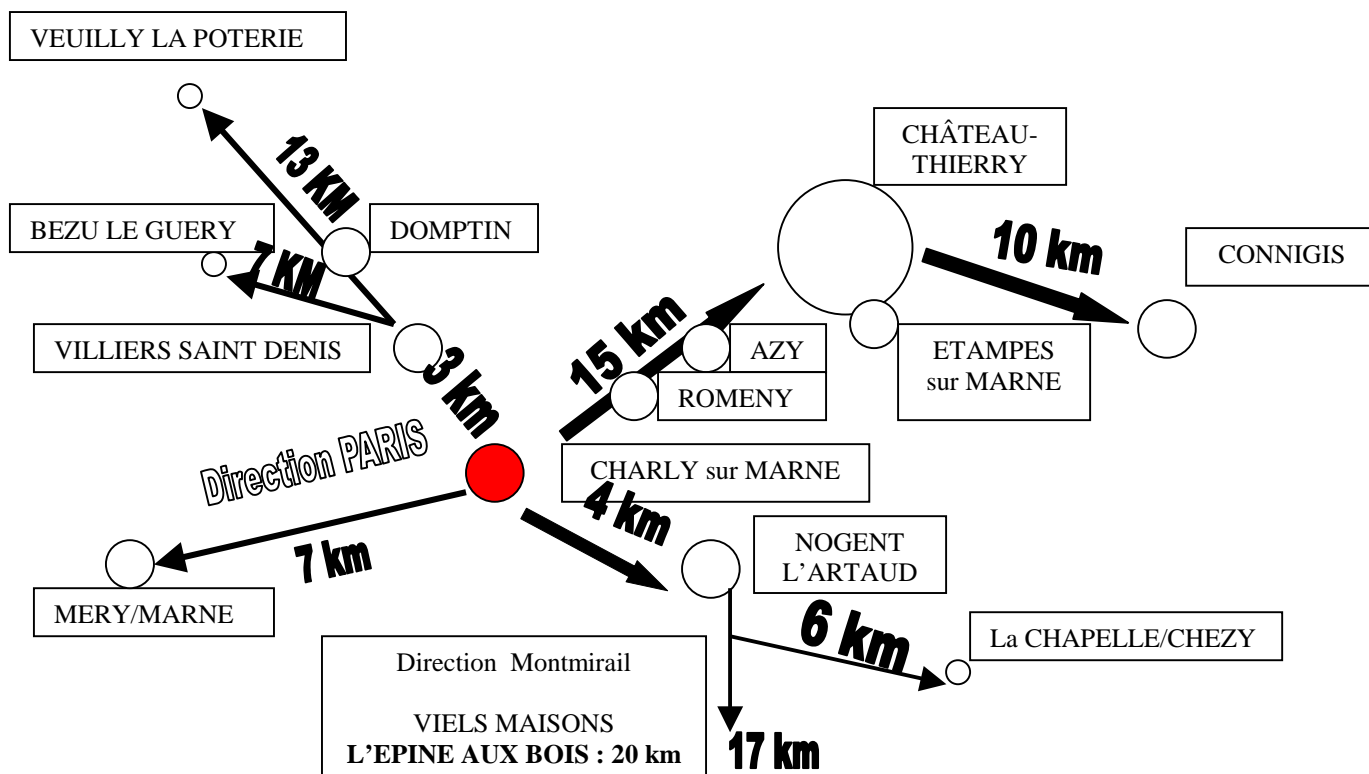 VEUILLY LA POTERIE
CHÂTEAU-
THIERRY
13 KM
BEZU LE GUERY
DOMPTIN
10 km
CONNIGIS
7 KM
VILLIERS SAINT DENIS
3 km
15 km
AZY
ETAMPES
sur MARNE
ROMENY
Direction PARIS
CHARLY sur MARNE
4 km
7 km
NOGENT
L'ARTAUD
MERY/MARNE
6 km
La CHAPELLE/CHEZY
Direction Montmirail
VIELS MAISONS
L'EPINE AUX BOIS : 20 km
17 km